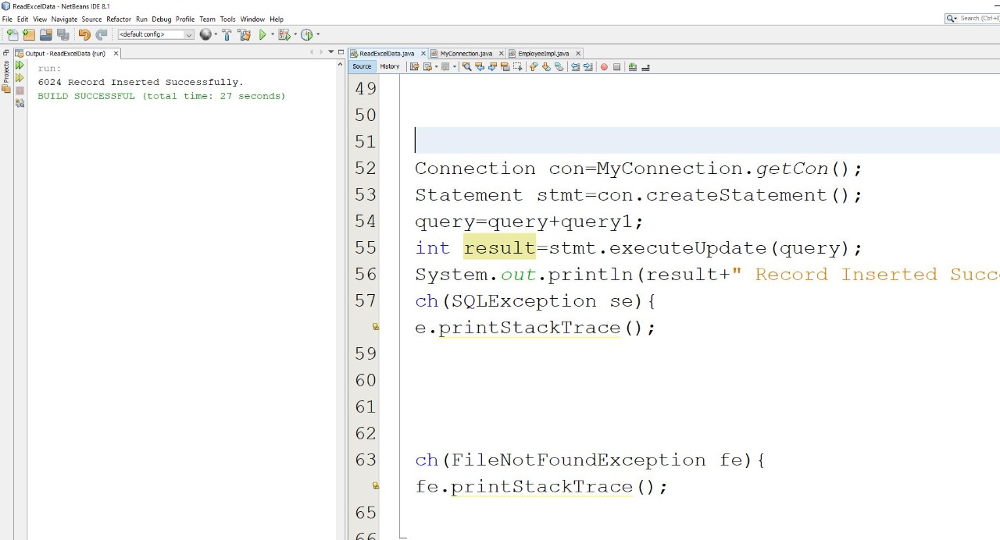 ReadExcelData - NetBeans IDE 8.1
File Edit View Navigate Source Refactor Run Debug Profile Team Tools Window Help
<default config>
Search (Ctrl+I)
Projects
Output - ReadExcelData (run)
run:
6024 Record Inserted Successfully.
BUILD SUCCESSFUL (total time: 27 seconds)
ReadExcelData.java MyConnection.java EmployeeImpl.java
Source History
49
50
51
52 Connection con=MyConnection.getCon();
53 Statement stmt=con.createStatement();
54 query=query+query1;
55 int result=stmt.executeUpdate(query);
56 System.out.println(result+" Record Inserted Succ
57 ch(SQLException se){
e.printStackTrace();
59
60
61
62
63 ch(FileNotFoundException fe){
fe.printStackTrace();
65
66